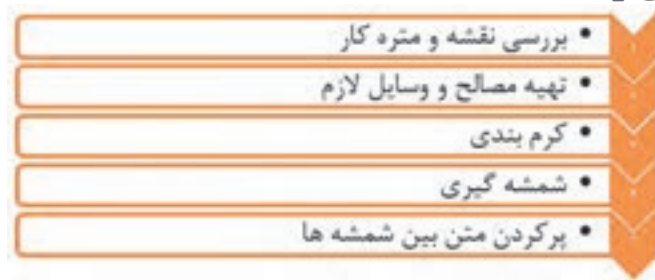 • بررسی نقشه و متره کار
• تهیه مصالح و وسایل لازم
• کرم بندی
• شمشه گیری
• پرکردن متن بین شمشه ها